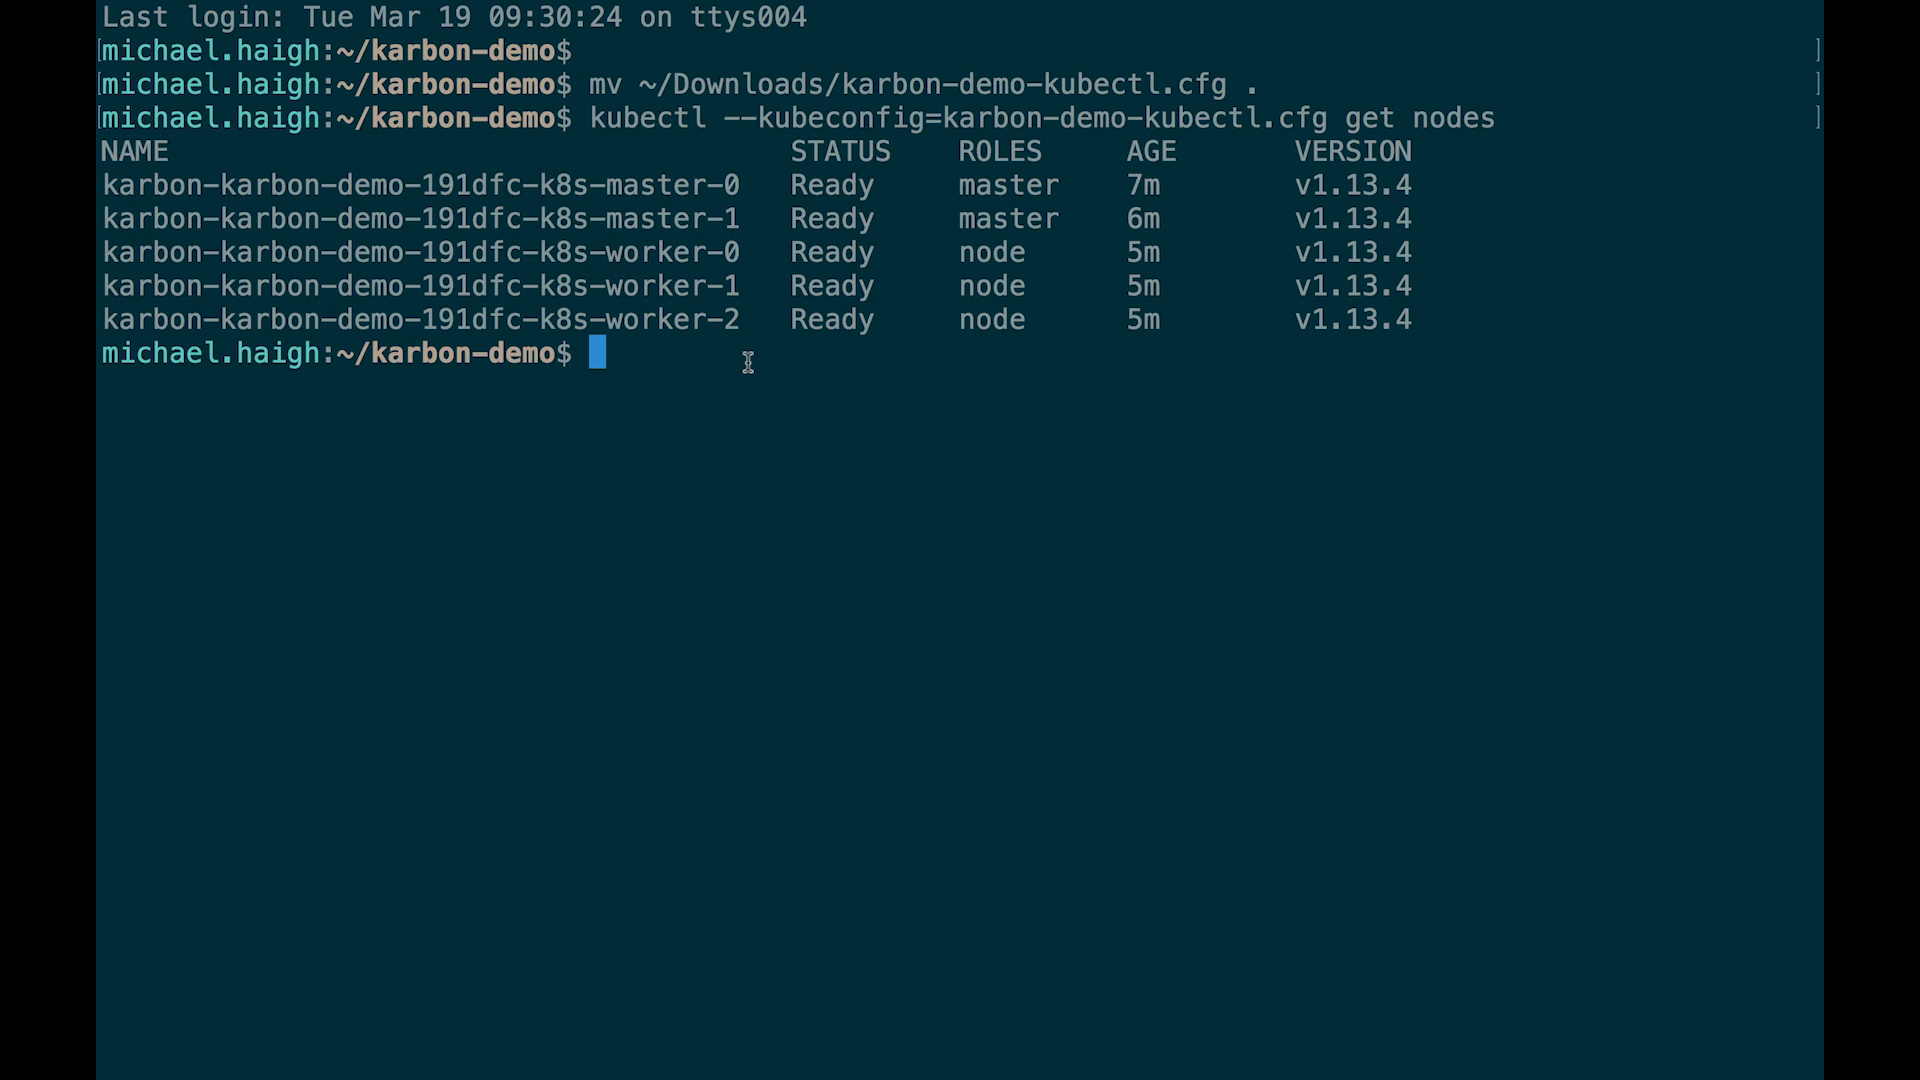 Last login: Tue Mar 19 09:30:24 on ttys004
[michael.haigh:~/karbon-demo$ ]
[michael.haigh:~/karbon-demo$ mv ~/Downloads/karbon-demo-kubectl.cfg . ]
[michael.haigh:~/karbon-demo$ kubectl --kubeconfig=karbon-demo-kubectl.cfg get nodes ]
NAME STATUS ROLES AGE VERSION
karbon-karbon-demo-191dfc-k8s-master-0 Ready master 7m v1.13.4
karbon-karbon-demo-191dfc-k8s-master-1 Ready master 6m v1.13.4
karbon-karbon-demo-191dfc-k8s-worker-0 Ready node 5m v1.13.4
karbon-karbon-demo-191dfc-k8s-worker-1 Ready node 5m v1.13.4
karbon-karbon-demo-191dfc-k8s-worker-2 Ready node 5m v1.13.4
michael.haigh:~/karbon-demo$